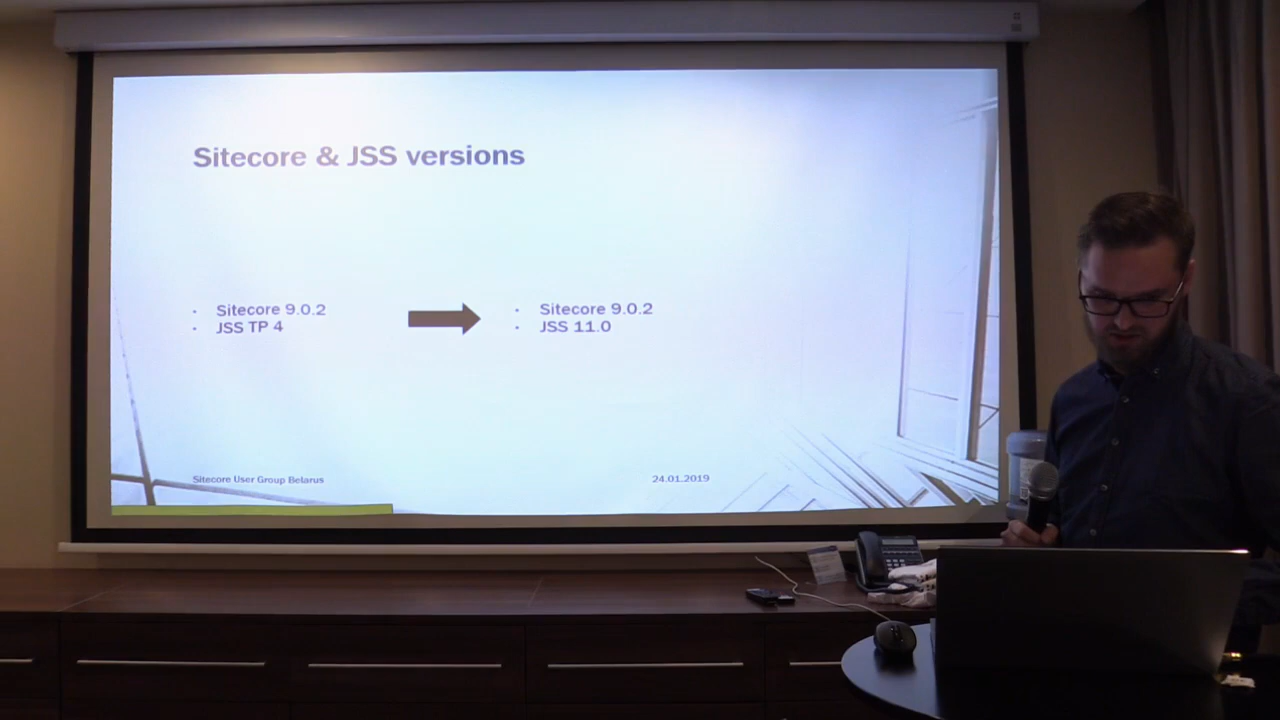 Sitecore & JSS versions
• Sitecore 9.0.2
• JSS TP 4
• Sitecore 9.0.2
• JSS 11.0
Sitecore User Group Belarus
24.01.2019